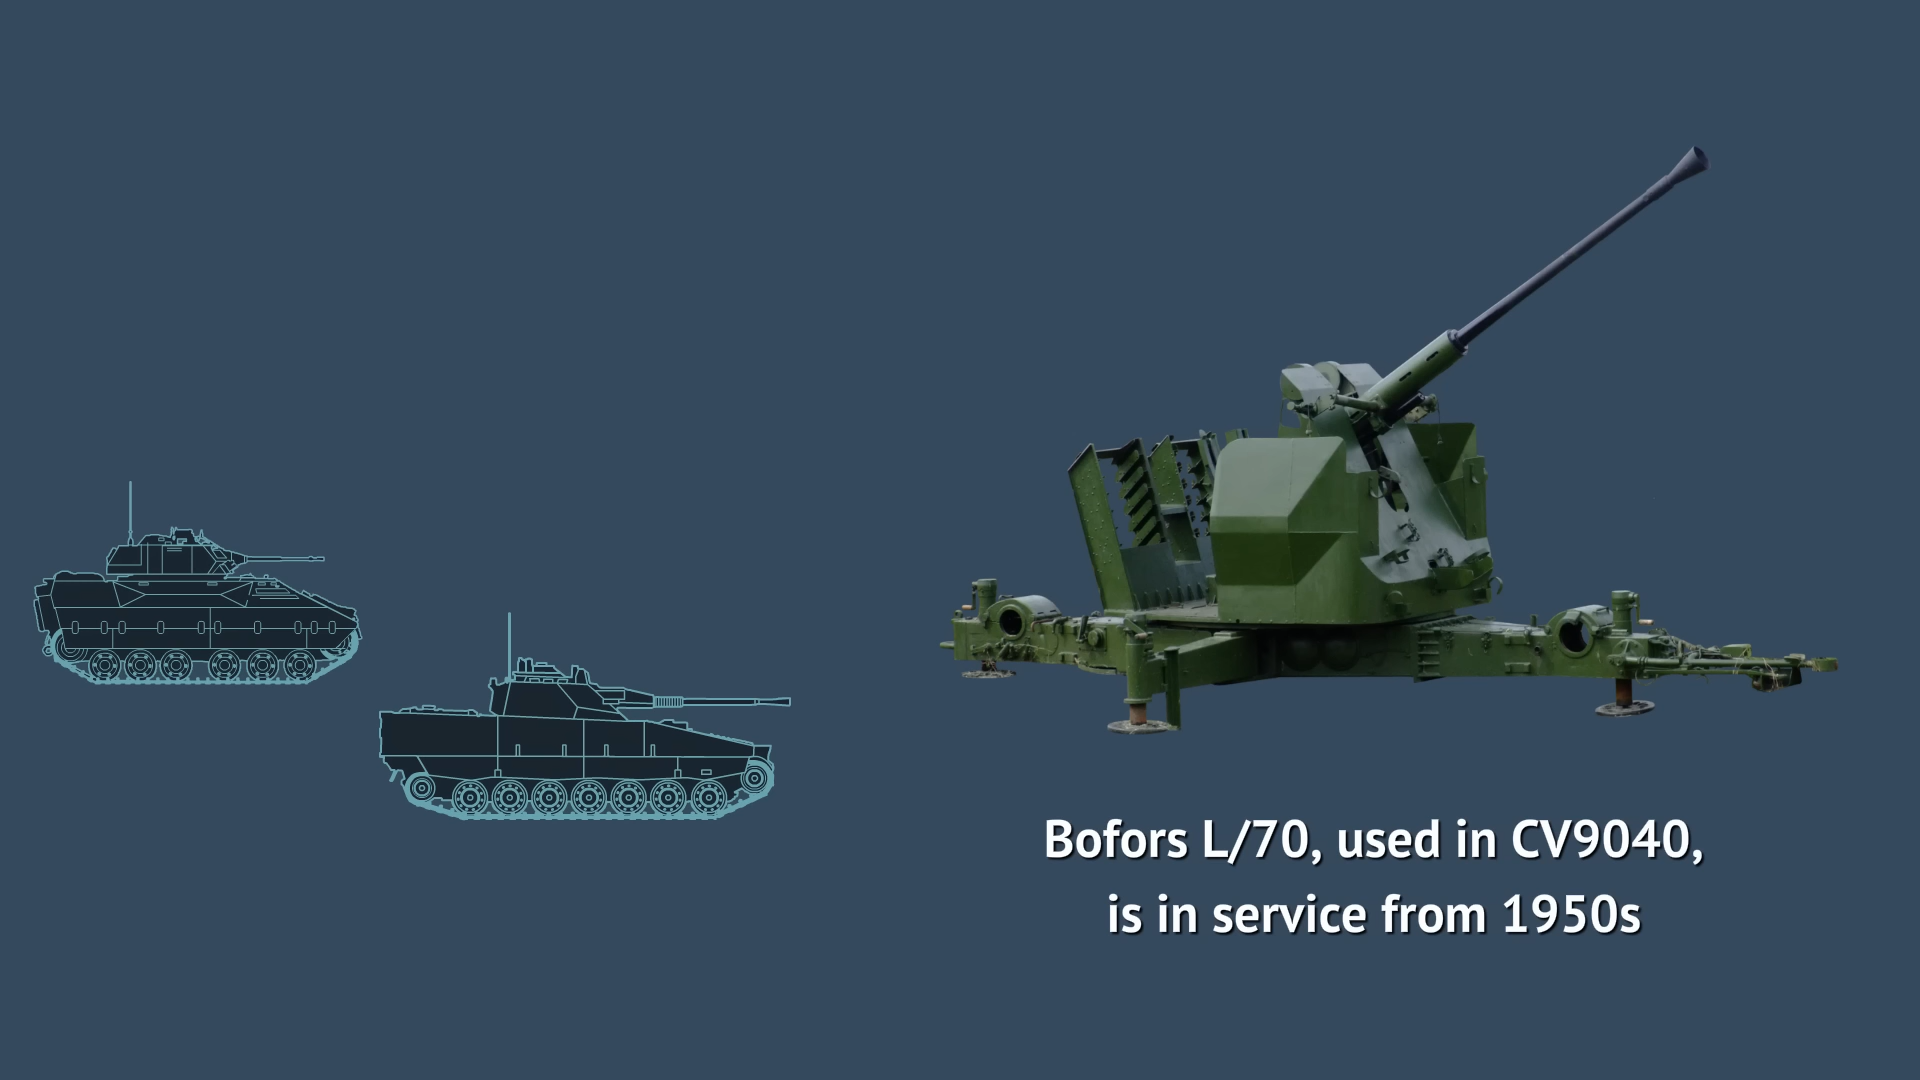 Bofors L/70, used in CV9040,
is in service from 1950s